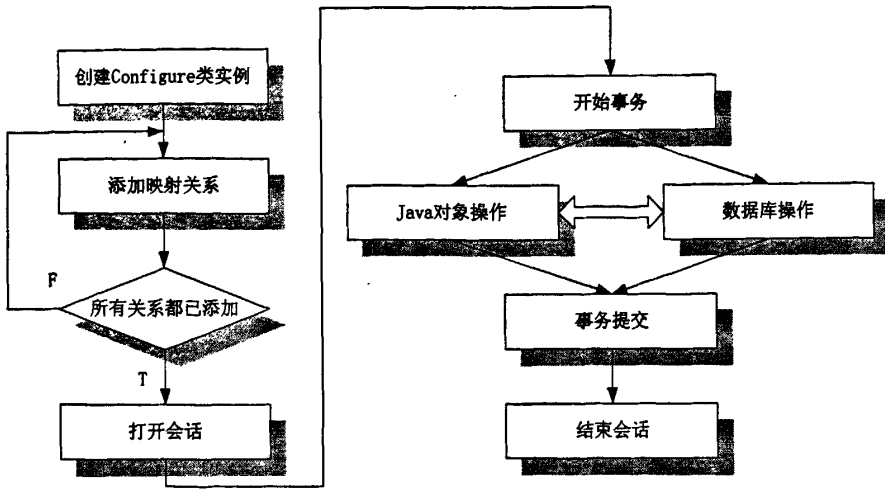 创建Configure类实例
添加映射关系
F
所有关系都已添加
T
打开会话
开始事务
Java对象操作
数据库操作
事务提交
结束会话